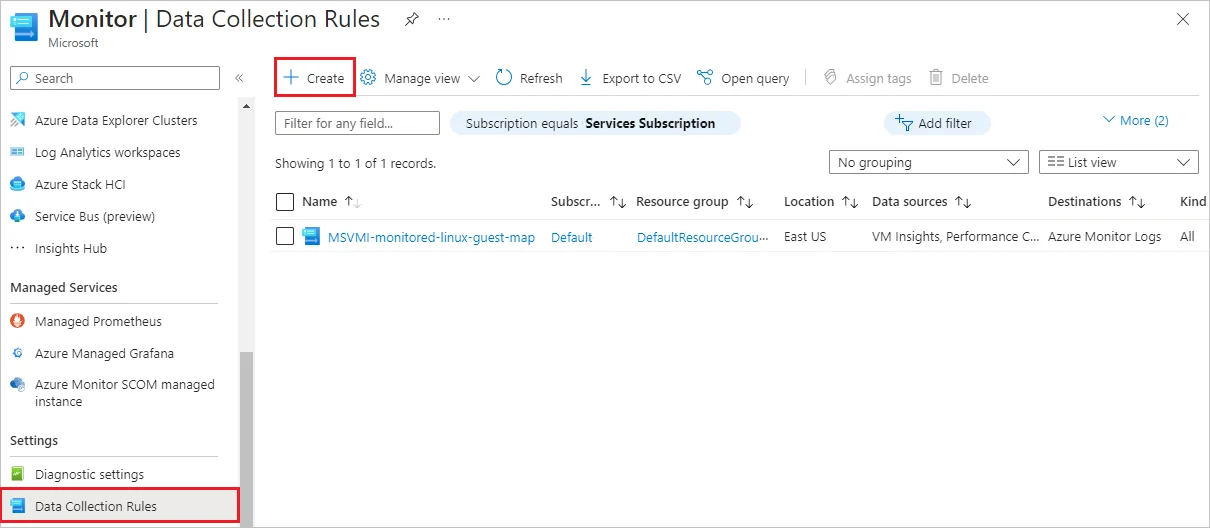 Monitor | Data Collection Rules
Microsoft
Search
Azure Data Explorer Clusters
Log Analytics workspaces
Azure Stack HCI
Service Bus (preview)
Insights Hub
Managed Services
Managed Prometheus
Azure Managed Grafana
Azure Monitor SCOM managed
instance
Settings
Diagnostic settings
Data Collection Rules
Create Manage view Refresh Export to CSV Open query Assign tags Delete
Filter for any field... Subscription equals Services Subscription Add filter More (2)
Showing 1 to 1 of 1 records. No grouping List view
Name Subscr... Resource group Location Data sources Destinations Kind
MSVMI-monitored-linux-guest-map Default DefaultResourceGrou... East US VM Insights, Performance C... Azure Monitor Logs All